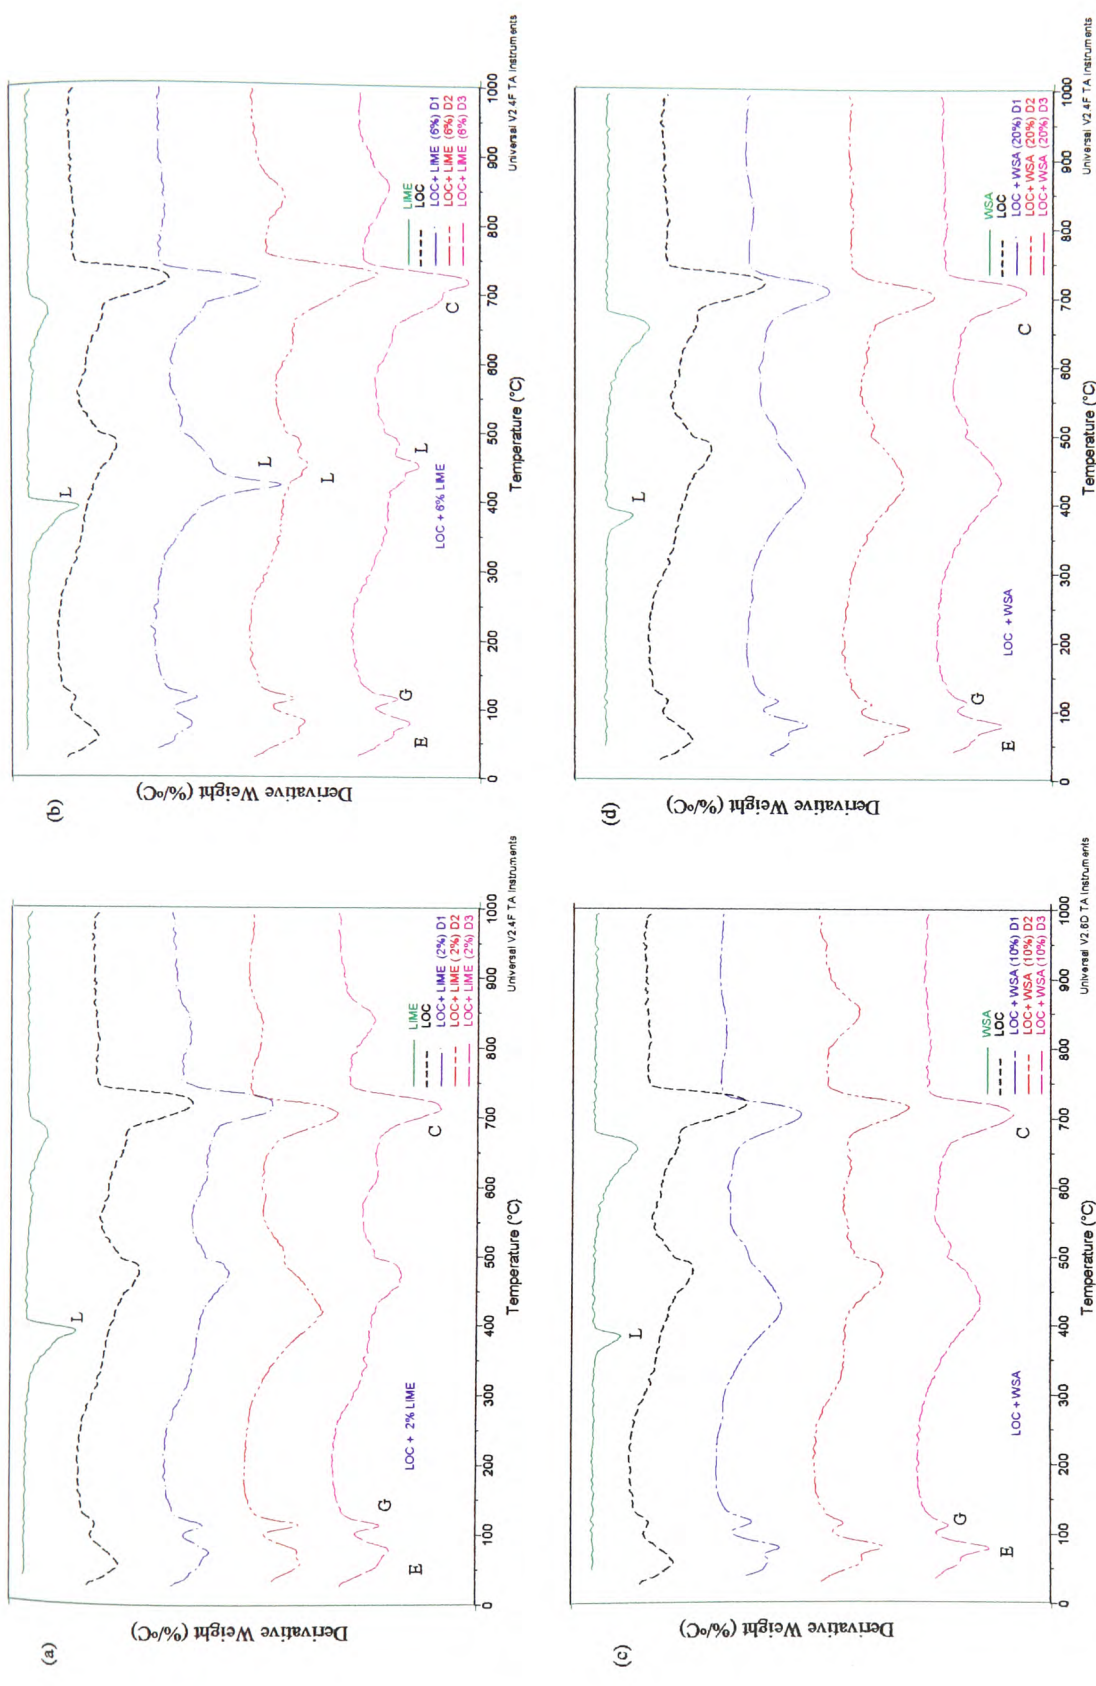 (a)
Derivative Weight (%/°C)
L
E
G
C
LOC + 2% LIME
LIME
LOC
LOC+ LIME (2%) D1
LOC+ LIME ( 2%) D2
LOC+ LIME (2%) D3
0 100 200 300 400 500 600 700 800 900 1000
Temperature (°C)
Universal V2.4F TA Instruments
(b)
Derivative Weight (%/°C)
L
L
L
L
E
G
C
LOC + 6% LIME
LIME
LOC
LOC+ LIME (6%) D1
LOC+ LIME (6%) D2
LOC+ LIME (6%) D3
0 100 200 300 400 500 600 700 800 900 1000
Temperature (°C)
Universal V2.4F TA Instruments
(c)
Derivative Weight (%/°C)
L
E
G
C
LOC + WSA
WSA
LOC
LOC + WSA (10%) D1
LOC + WSA (10%) D2
LOC + WSA (10%) D3
0 100 200 300 400 500 600 700 800 900 1000
Temperature (°C)
Universal V2.6D TA Instruments
(d)
Derivative Weight (%/°C)
L
E
G
C
LOC + WSA
WSA
LOC
LOC + WSA (20%) D1
LOC + WSA (20%) D2
LOC + WSA (20%) D3
0 100 200 300 400 500 600 700 800 900 1000
Temperature (°C)
Universal V2.4F TA Instruments